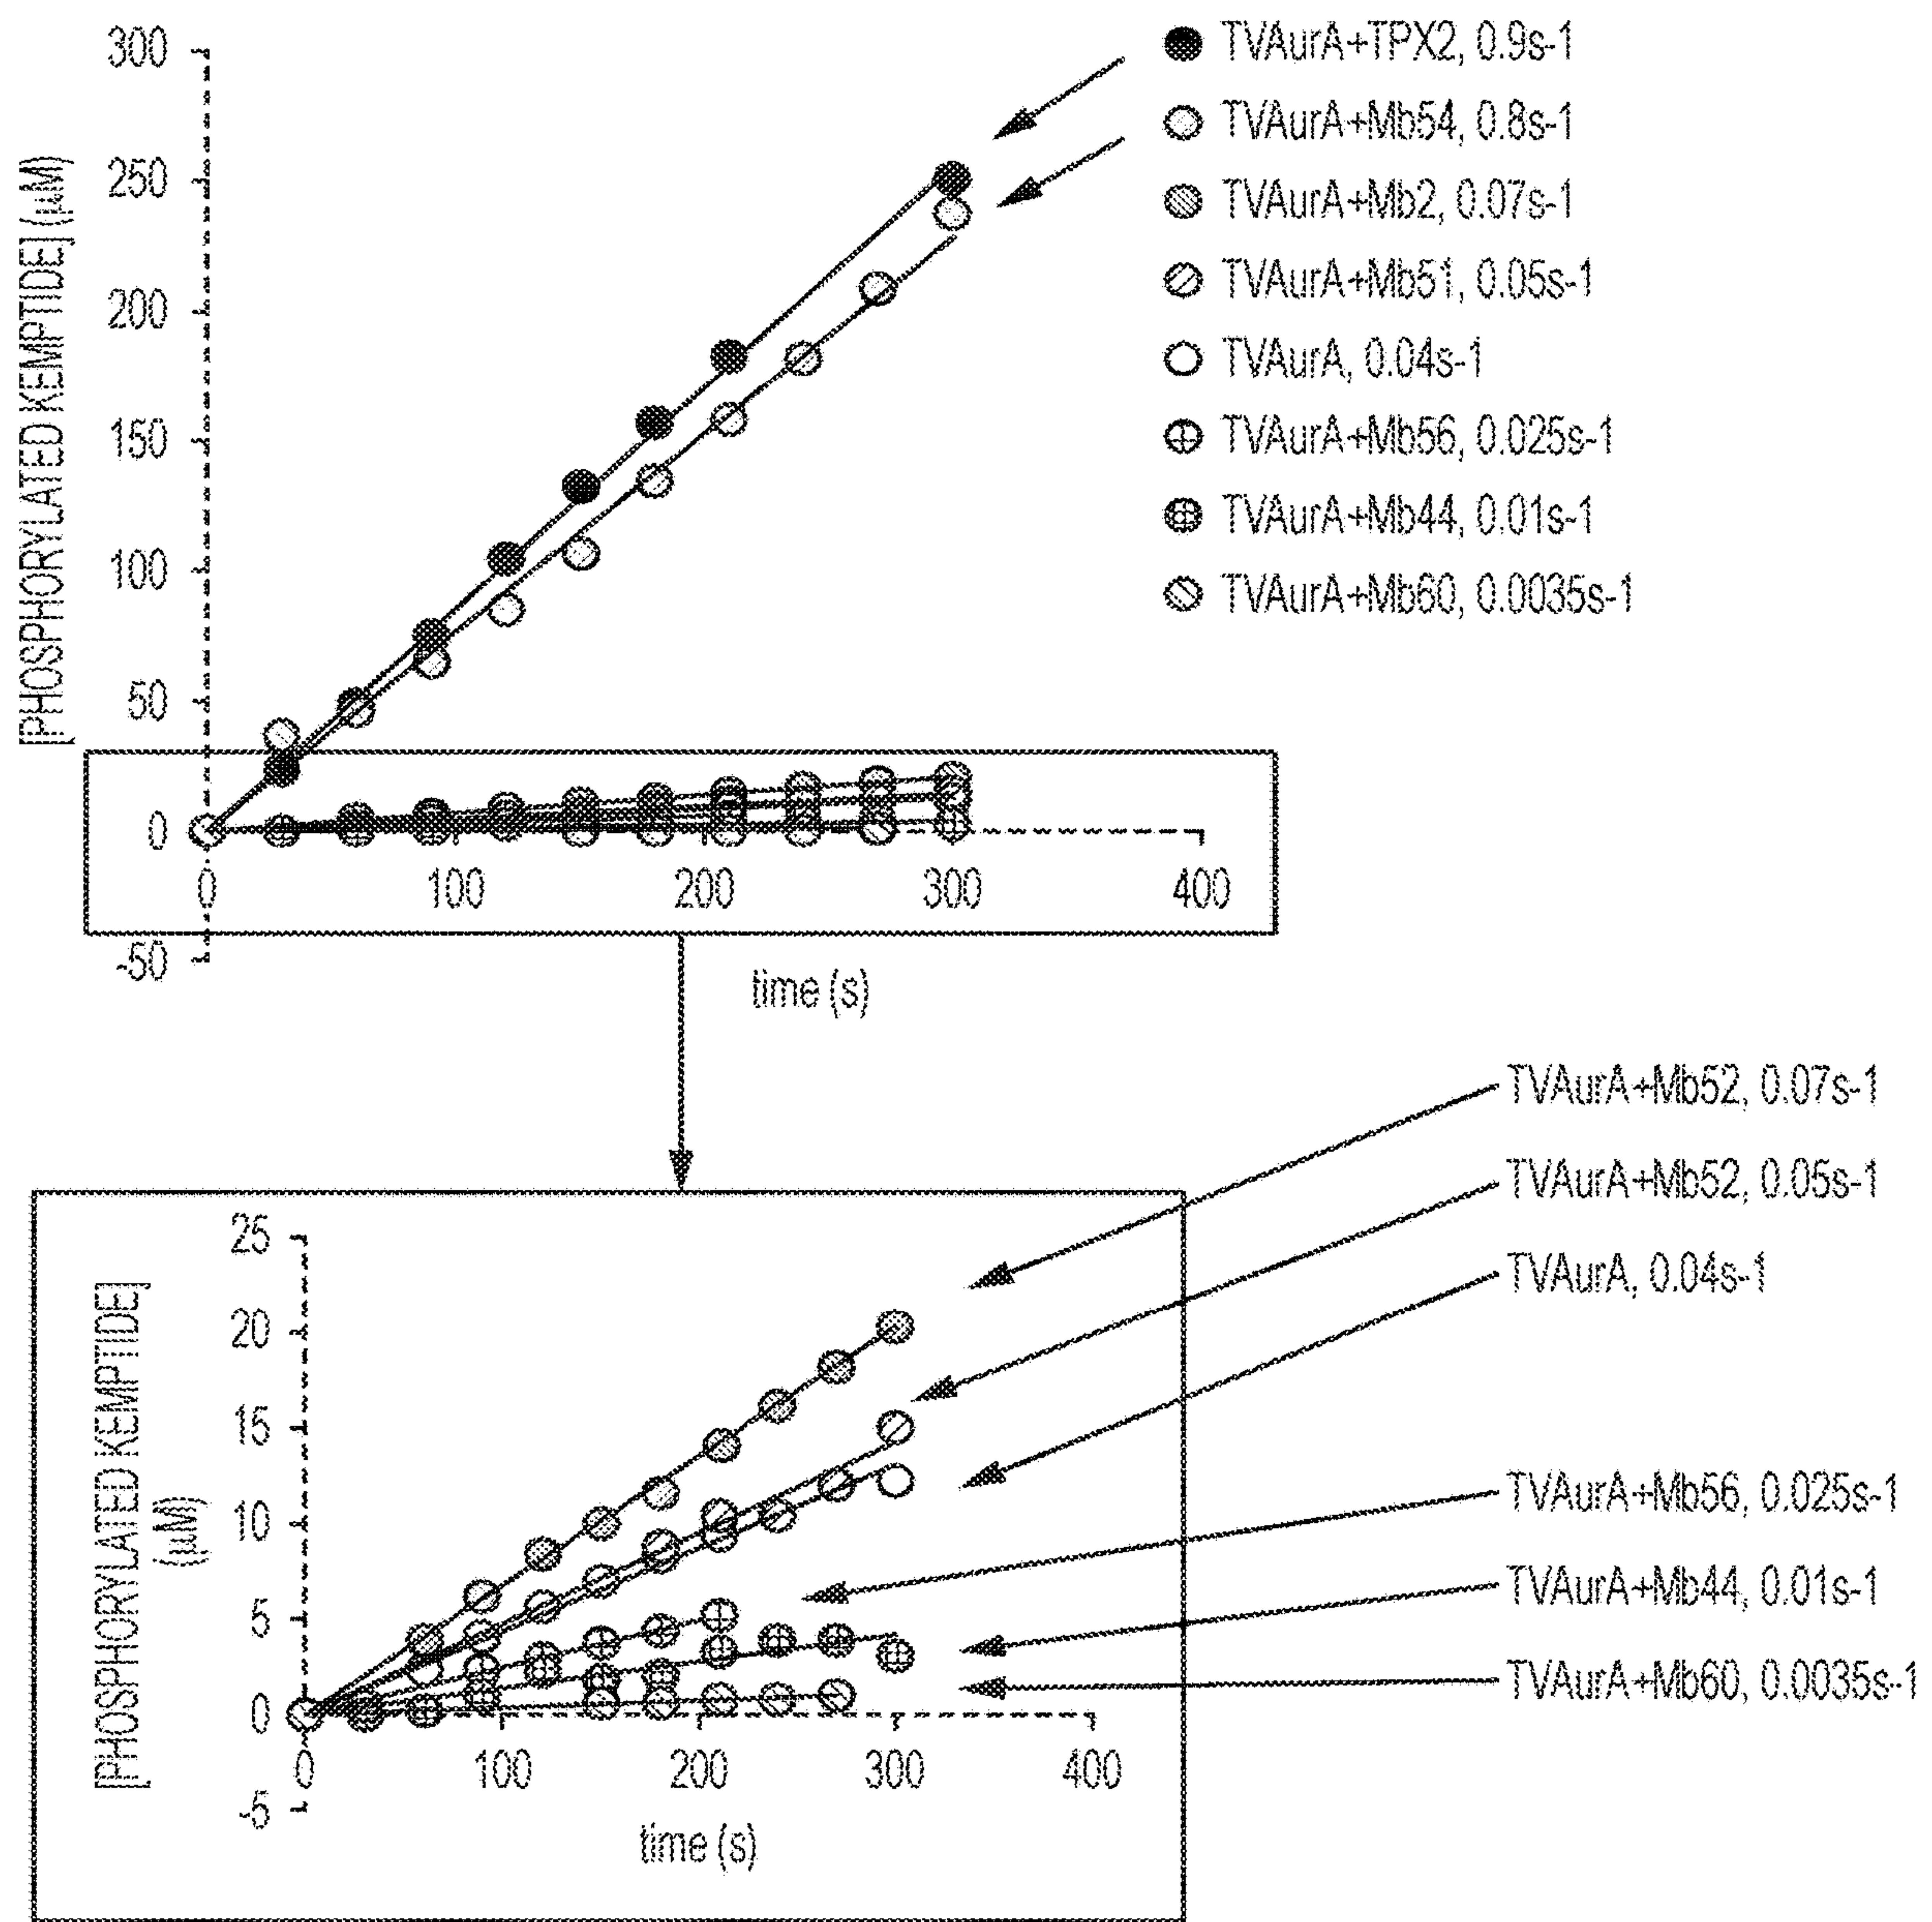 [PHOSPHORYLATED KEMPTIDE] (μM)
300
250
200
150
100
50
0
-50
0 100 200 300 400
time (s)
TVAurA+TPX2, 0.9s-1
TVAurA+Mb54, 0.8s-1
TVAurA+Mb2, 0.07s-1
TVAurA+Mb51, 0.05s-1
TVAurA, 0.04s-1
TVAurA+Mb56, 0.025s-1
TVAurA+Mb44, 0.01s-1
TVAurA+Mb60, 0.0035s-1
[PHOSPHORYLATED KEMPTIDE]
(μM)
25
20
15
10
5
0
-5
0 100 200 300 400
time (s)
TVAurA+Mb52, 0.07s-1
TVAurA+Mb52, 0.05s-1
TVAurA, 0.04s-1
TVAurA+Mb56, 0.025s-1
TVAurA+Mb44, 0.01s-1
TVAurA+Mb60, 0.0035s-1